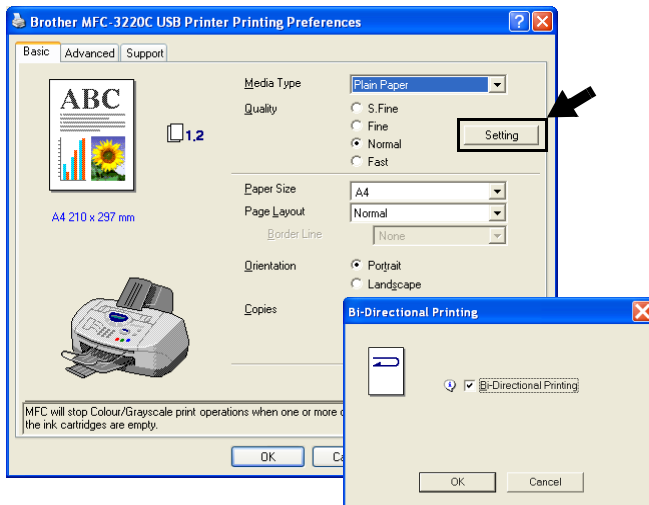 Brother MFC-3220C USB Printer Printing Preferences
Basic Advanced Support
Media Type Plain Paper
Quality S.Fine
Fine
Normal
Fast
Setting
ABC
1.2
A4 210 x 297 mm
Paper Size A4
Page Layout Normal
Border Line None
Orientation Portrait
Landscape
Copies
MFC will stop Colour/Grayscale print operations when one or more
the ink cartridges are empty.
OK
Bi-Directional Printing
Bi-Directional Printing
OK Cancel